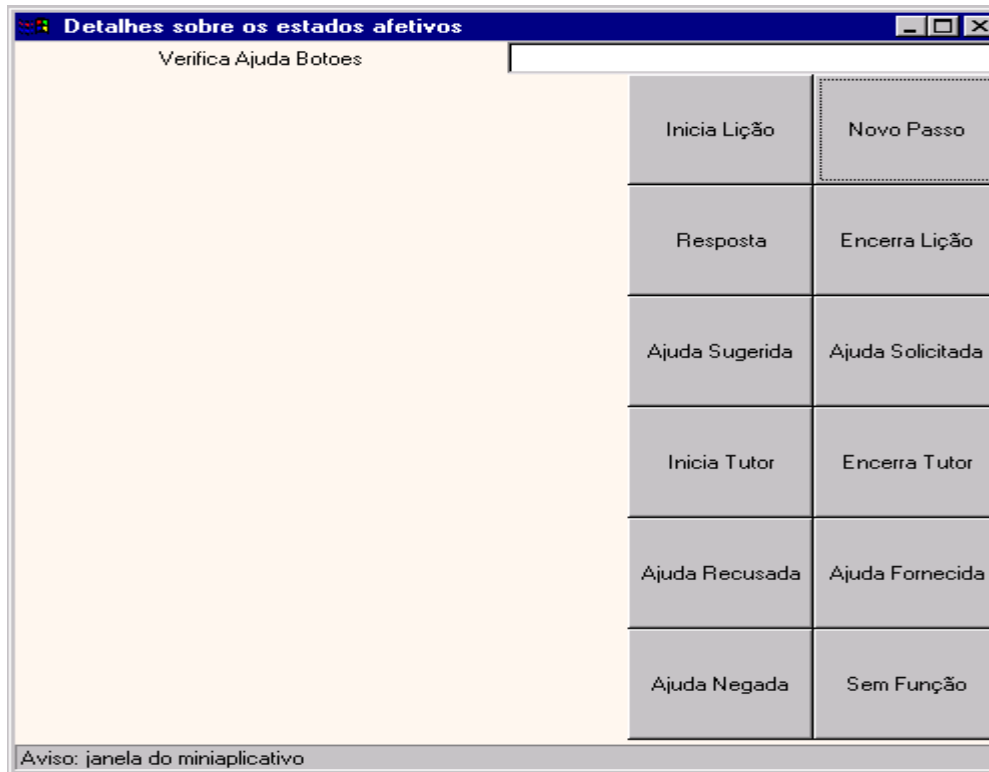 Detalhes sobre os estados afetivos
Verifica Ajuda Botoes
Inicia Lição Novo Passo
Resposta Encerra Lição
Ajuda Sugerida Ajuda Solicitada
Inicia Tutor Encerra Tutor
Ajuda Recusada Ajuda Fornecida
Ajuda Negada Sem Função
Aviso: janela do miniaplicativo